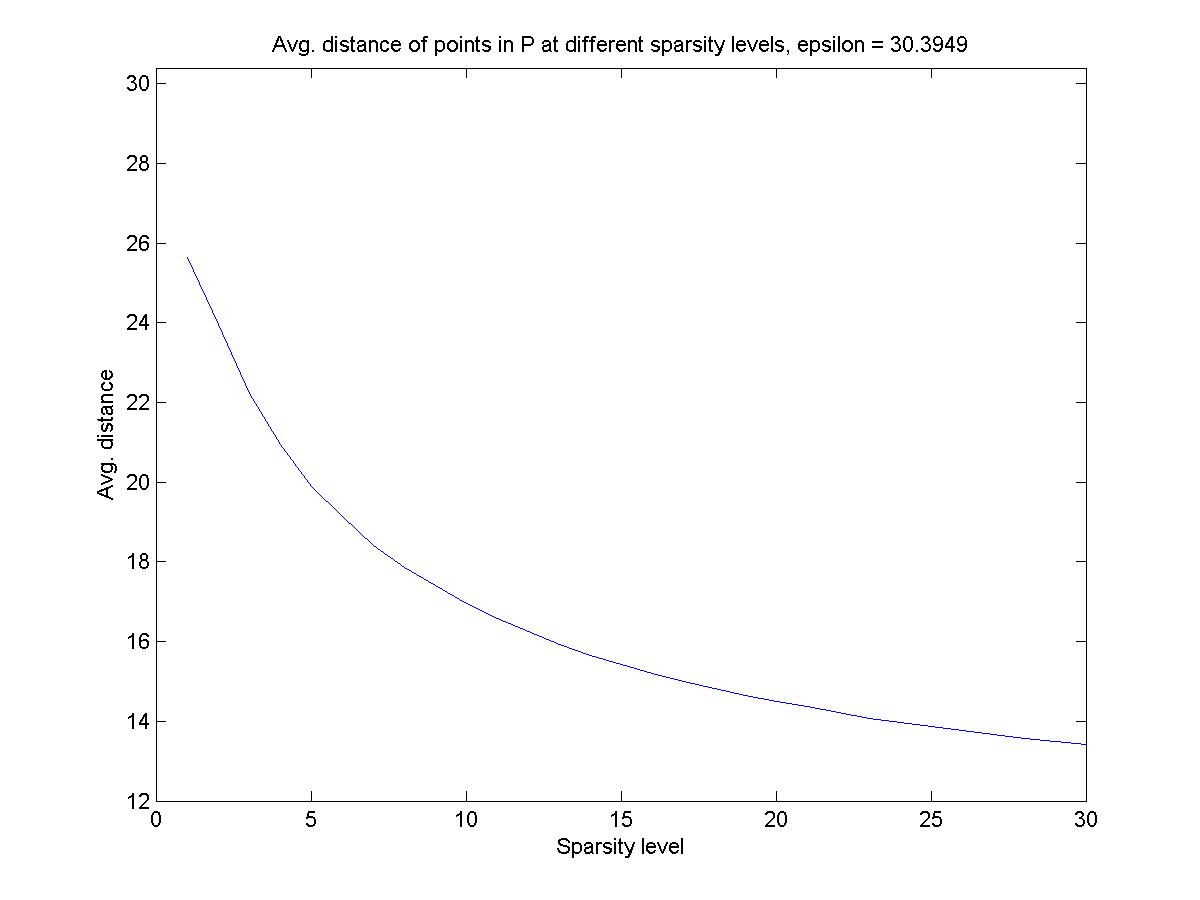 Avg. distance of points in P at different sparsity levels, epsilon = 30.3949
30
28
26
24
22
20
18
16
14
12
Avg. distance
0 5 10 15 20 25 30
Sparsity level